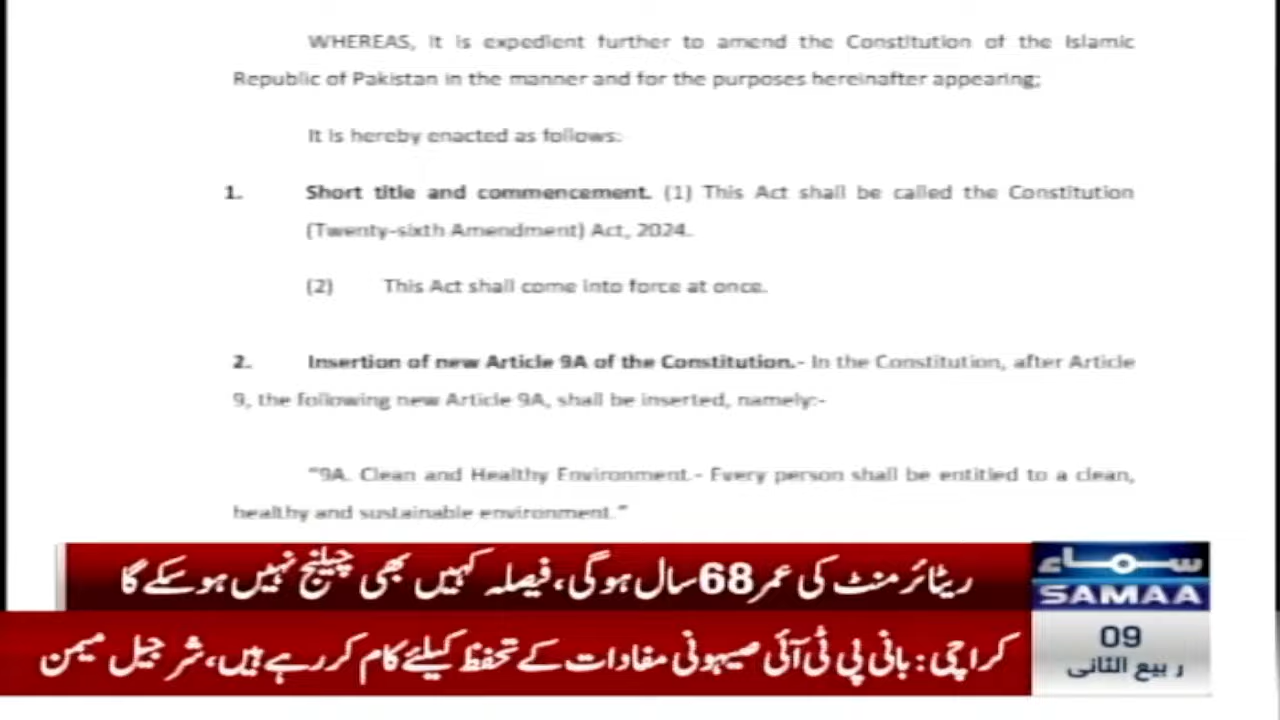 WHEREAS, it is expedient further to amend the Constitution of the Islamic
Republic of Pakistan in the manner and for the purposes hereinafter appearing;
It is hereby enacted as follows:
1. Short title and commencement. (1) This Act shall be called the Constitution
(Twenty-sixth Amendment) Act, 2024.
(2) This Act shall come into force at once.
2. Insertion of new Article 9A of the Constitution.- In the Constitution, after Article
9, the following new Article 9A, shall be inserted, namely:-
"9A. Clean and Healthy Environment.- Every person shall be entitled to a clean,
healthy and sustainable environment."
ریٹائرمنٹ کی عمر 68 سال ہوگی، فیصلہ کہیں بھی چیلنج نہیں ہوسکے گا
سماء
SAMAA
کراچی: بانی پی ٹی آئی صیہونی مفادات کے تحفظ کیلئے کام کررہے ہیں، شرجیل میمن
09
ربیع الثانی